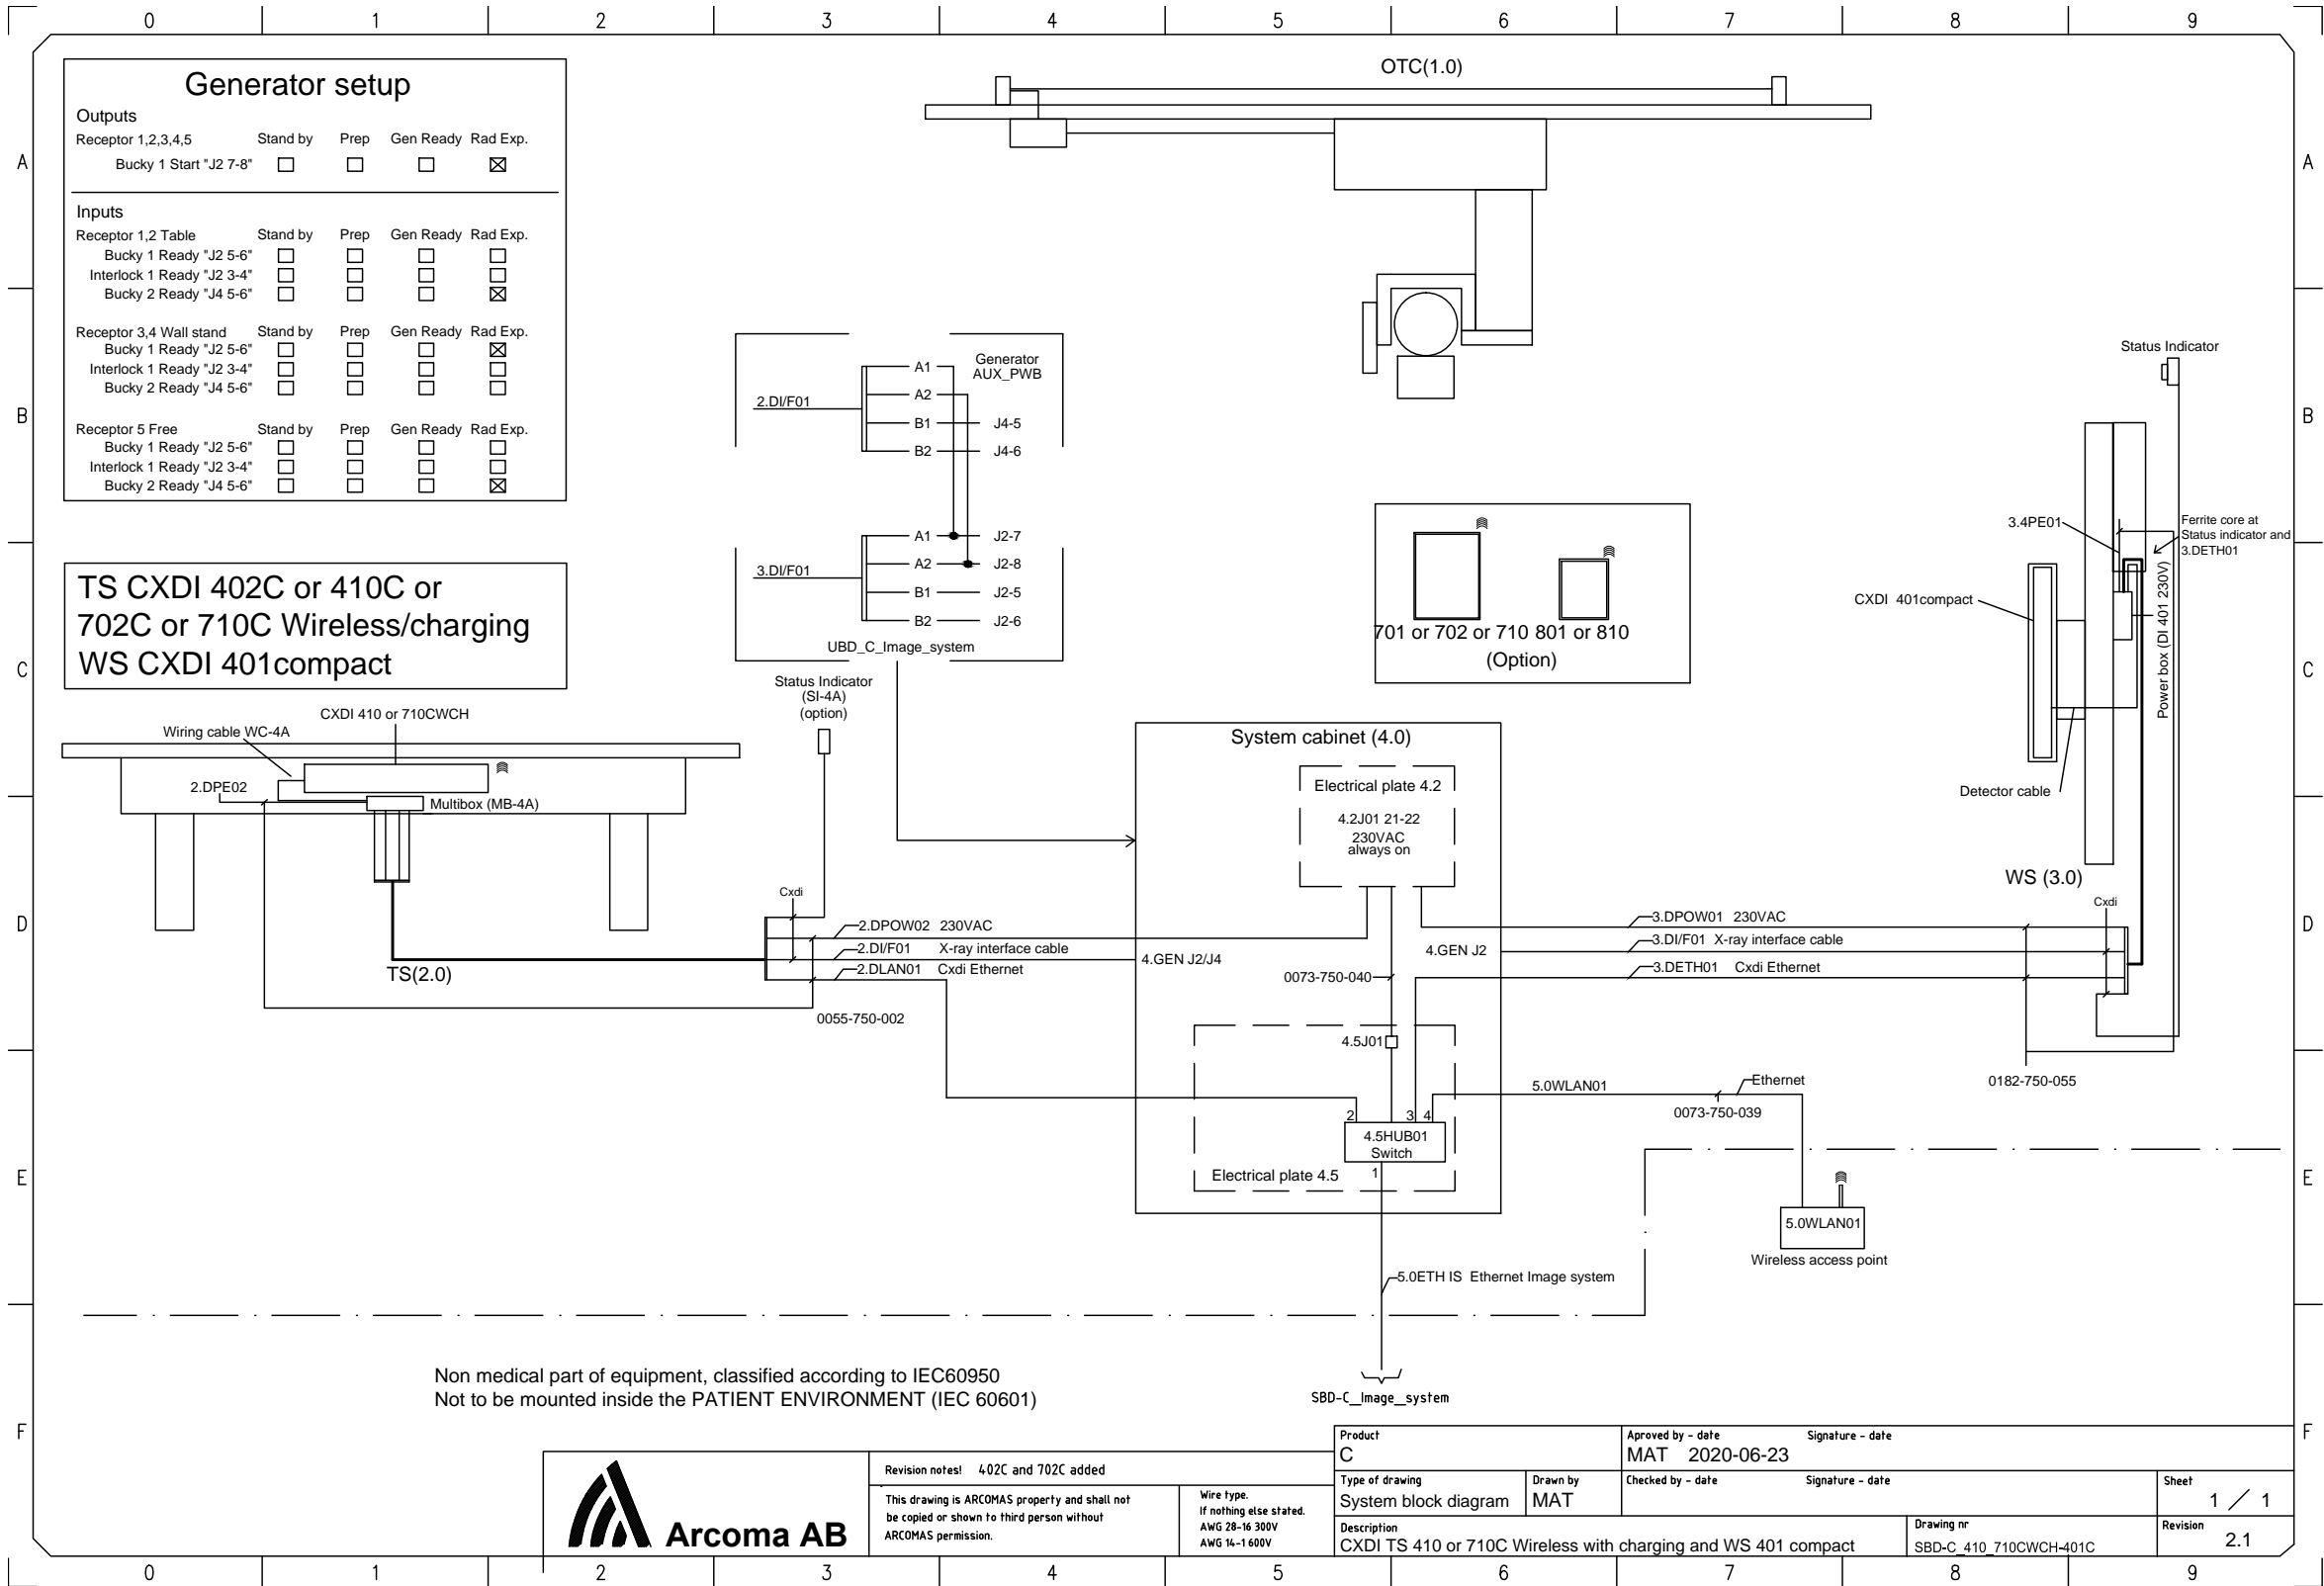 0 1 2 3 4 5 6 7 8 9
Generator setup
Outputs
Receptor 1,2,3,4,5 Stand by Prep Gen Ready Rad Exp.
Bucky 1 Start "J2 7-8"
Inputs
Receptor 1,2 Table Stand by Prep Gen Ready Rad Exp.
Bucky 1 Ready "J2 5-6"
Interlock 1 Ready "J2 3-4"
Bucky 2 Ready "J4 5-6"
Receptor 3,4 Wall stand Stand by Prep Gen Ready Rad Exp.
Bucky 1 Ready "J2 5-6"
Interlock 1 Ready "J2 3-4"
Bucky 2 Ready "J4 5-6"
Receptor 5 Free Stand by Prep Gen Ready Rad Exp.
Bucky 1 Ready "J2 5-6"
Interlock 1 Ready "J2 3-4"
Bucky 2 Ready "J4 5-6"
A
B
C
D
E
F
A
B
C
D
E
F
OTC(1.0)
TS CXDI 402C or 410C or
702C or 710C Wireless/charging
WS CXDI 401compact
Generator
AUX_PWB
2.DI/F01
A1
A2
B1 J4-5
B2 J4-6
3.DI/F01
A1 J2-7
A2 J2-8
B1 J2-5
B2 J2-6
UBD_C_Image_system
701 or 702 or 710 801 or 810
(Option)
Status Indicator
3.4PE01
Ferrite core at
Status indicator and
3.DETH01
CXDI 401compact
Power box (DI 401 230V)
Detector cable
WS (3.0)
Cxdi
Status Indicator
(SI-4A)
(option)
CXDI 410 or 710CWCH
Wiring cable WC-4A
2.DPE02
Multibox (MB-4A)
TS(2.0)
Cxdi
2.DPOW02 230VAC
2.DI/F01 X-ray interface cable
2.DLAN01 Cxdi Ethernet
0055-750-002
System cabinet (4.0)
Electrical plate 4.2
4.2J01 21-22
230VAC
always on
4.GEN J2/J4
4.GEN J2
0073-750-040
4.5J01
2 3 4
4.5HUB01
Switch
1
Electrical plate 4.5
3.DPOW01 230VAC
3.DI/F01 X-ray interface cable
3.DETH01 Cxdi Ethernet
0182-750-055
5.0WLAN01
Ethernet
0073-750-039
5.0WLAN01
Wireless access point
5.0ETH IS Ethernet Image system
SBD-C_Image_system
Non medical part of equipment, classified according to IEC60950
Not to be mounted inside the PATIENT ENVIRONMENT (IEC 60601)
Arcoma AB
Revision notes! 402C and 702C added
This drawing is ARCOMAS property and shall not
be copied or shown to third person without
ARCOMAS permission.
Wire type.
If nothing else stated.
AWG 28-16 300V
AWG 14-1 600V
Product
C
Aproved by - date Signature - date
MAT 2020-06-23
Type of drawing
System block diagram
Drawn by
MAT
Checked by - date Signature - date
Sheet
1 / 1
Description
CXDI TS 410 or 710C Wireless with charging and WS 401 compact
Drawing nr
SBD-C_410_710CWCH-401C
Revision
2.1
0 1 2 3 4 5 6 7 8 9